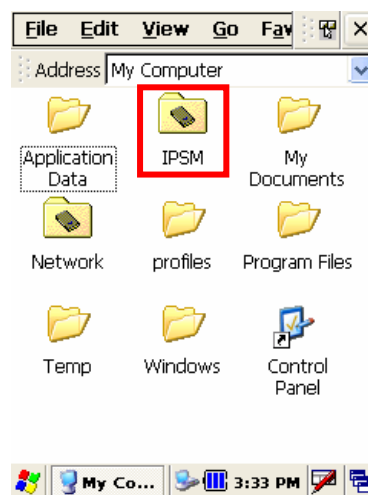 File Edit View Go Fav
Address My Computer
Application Data
IPSM
My Documents
Network
profiles
Program Files
Temp
Windows
Control Panel
My Co...
3:33 PM